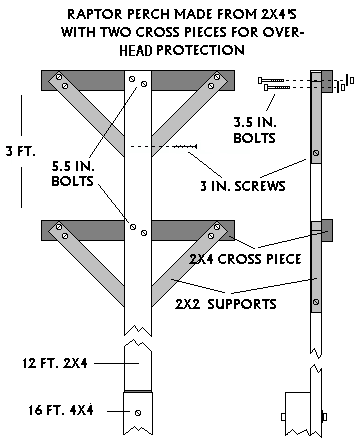 RAPTOR PERCH MADE FROM 2X4'S
WITH TWO CROSS PIECES FOR OVER-
HEAD PROTECTION
3.5 IN.
BOLTS
3 FT.
5.5 IN.
BOLTS
3 IN. SCREWS
2X4 CROSS PIECE
2X2 SUPPORTS
12 FT. 2X4
16 FT. 4X4